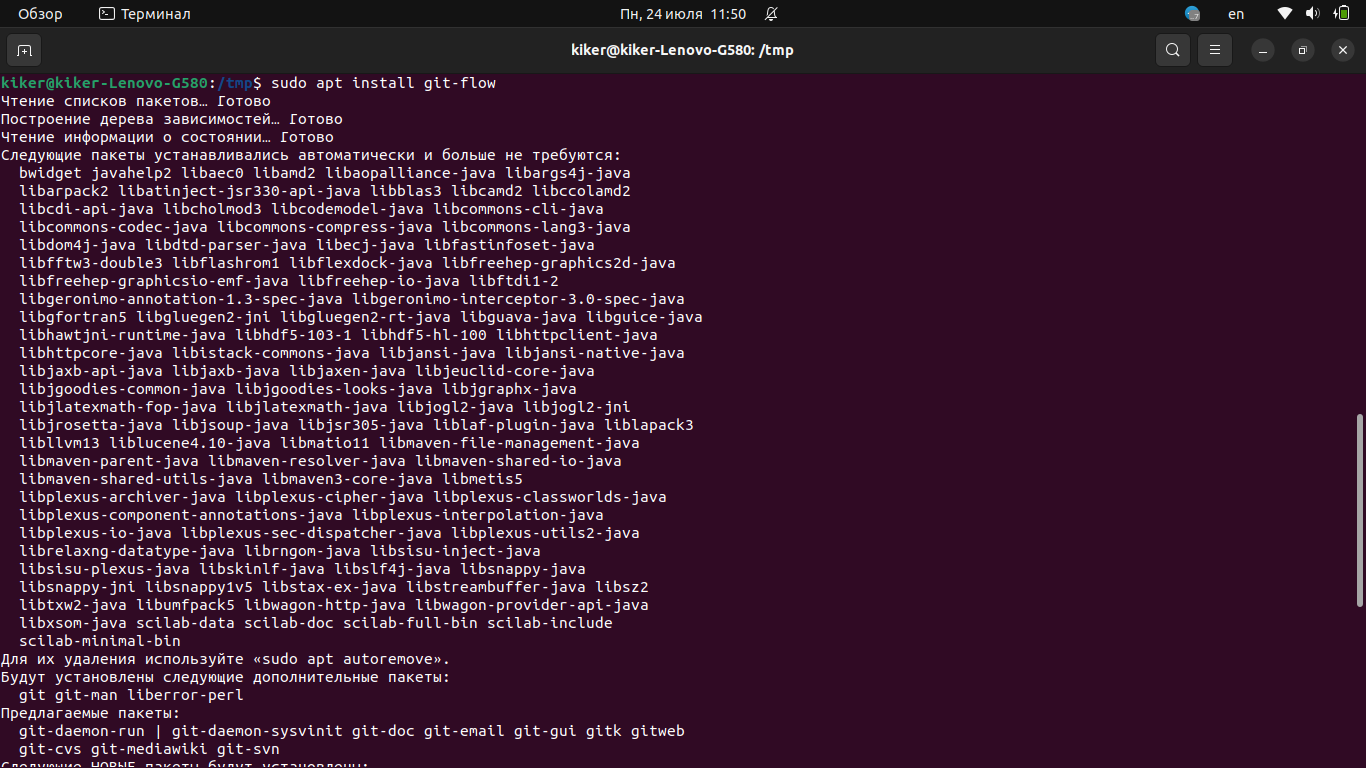 Обзор
Терминал
Пн, 24 июля 11:50
en
kiker@kiker-Lenovo-G580: /tmp
kiker@kiker-Lenovo-G580:/tmp$ sudo apt install git-flow
Чтение списков пакетов… Готово
Построение дерева зависимостей… Готово
Чтение информации о состоянии… Готово
Следующие пакеты устанавливались автоматически и больше не требуются:
bwidget javahelp2 libaec0 libamd2 libaopalliance-java libargs4j-java
libarpack2 libatinject-jsr330-api-java libblas3 libcamd2 libccolamd2
libcdi-api-java libcholmod3 libcodemodel-java libcommons-cli-java
libcommons-codec-java libcommons-compress-java libcommons-lang3-java
libdom4j-java libdtd-parser-java libecj-java libfastinfoset-java
libfftw3-double3 libflashrom1 libflexdock-java libfreehep-graphics2d-java
libfreehep-graphicsio-emf-java libfreehep-io-java libftdi1-2
libgeronimo-annotation-1.3-spec-java libgeronimo-interceptor-3.0-spec-java
libgfortran5 libgluegen2-jni libgluegen2-rt-java libguava-java libguice-java
libhawtjni-runtime-java libhdf5-103-1 libhdf5-hl-100 libhttpclient-java
libhttpcore-java libistack-commons-java libjansi-java libjansi-native-java
libjaxb-api-java libjaxb-java libjaxen-java libjeuclid-core-java
libjgoodies-common-java libjgoodies-looks-java libjgraphx-java
libjlatexmath-fop-java libjlatexmath-java libjogl2-java libjogl2-jni
libjrosetta-java libjsoup-java libjsr305-java liblaf-plugin-java liblapack3
libllvm13 liblucene4.10-java libmatio11 libmaven-file-management-java
libmaven-parent-java libmaven-resolver-java libmaven-shared-io-java
libmaven-shared-utils-java libmaven3-core-java libmetis5
libplexus-archiver-java libplexus-cipher-java libplexus-classworlds-java
libplexus-component-annotations-java libplexus-interpolation-java
libplexus-io-java libplexus-sec-dispatcher-java libplexus-utils2-java
librelaxng-datatype-java librngom-java libsisu-inject-java
libsisu-plexus-java libskinlf-java libslf4j-java libsnappy-java
libsnappy-jni libsnappy1v5 libstax-ex-java libstreambuffer-java libsz2
libtxw2-java libumfpack5 libwagon-http-java libwagon-provider-api-java
libxsom-java scilab-data scilab-doc scilab-full-bin scilab-include
scilab-minimal-bin
Для их удаления используйте «sudo apt autoremove».
Будут установлены следующие дополнительные пакеты:
git git-man liberror-perl
Предлагаемые пакеты:
git-daemon-run | git-daemon-sysvinit git-doc git-email git-gui gitk gitweb
git-cvs git-mediawiki git-svn
Следующие НОВЫЕ пакеты будут установлены: